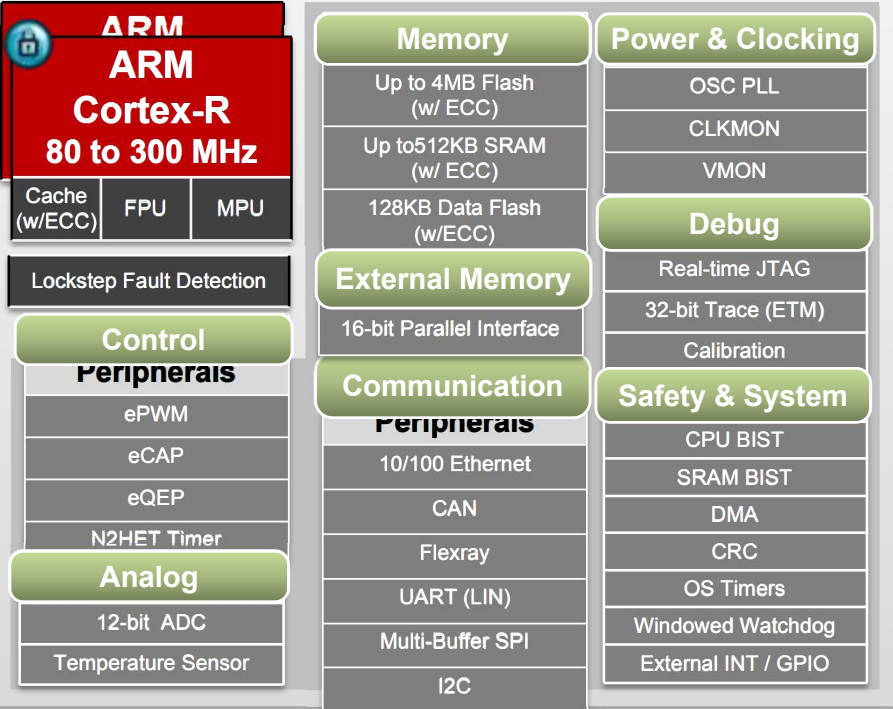 ARM
ARM
Cortex-R
80 to 300 MHz
Cache
(w/ECC)
FPU
MPU
Lockstep Fault Detection
Control
Peripherals
ePWM
eCAP
eQEP
N2HET Timer
Analog
12-bit ADC
Temperature Sensor
Memory
Up to 4MB Flash
(w/ ECC)
Up to512KB SRAM
(w/ ECC)
128KB Data Flash
(w/ECC)
External Memory
16-bit Parallel Interface
Communication
Peripherals
10/100 Ethernet
CAN
Flexray
UART (LIN)
Multi-Buffer SPI
I2C
Power & Clocking
OSC PLL
CLKMON
VMON
Debug
Real-time JTAG
32-bit Trace (ETM)
Calibration
Safety & System
CPU BIST
SRAM BIST
DMA
CRC
OS Timers
Windowed Watchdog
External INT / GPIO